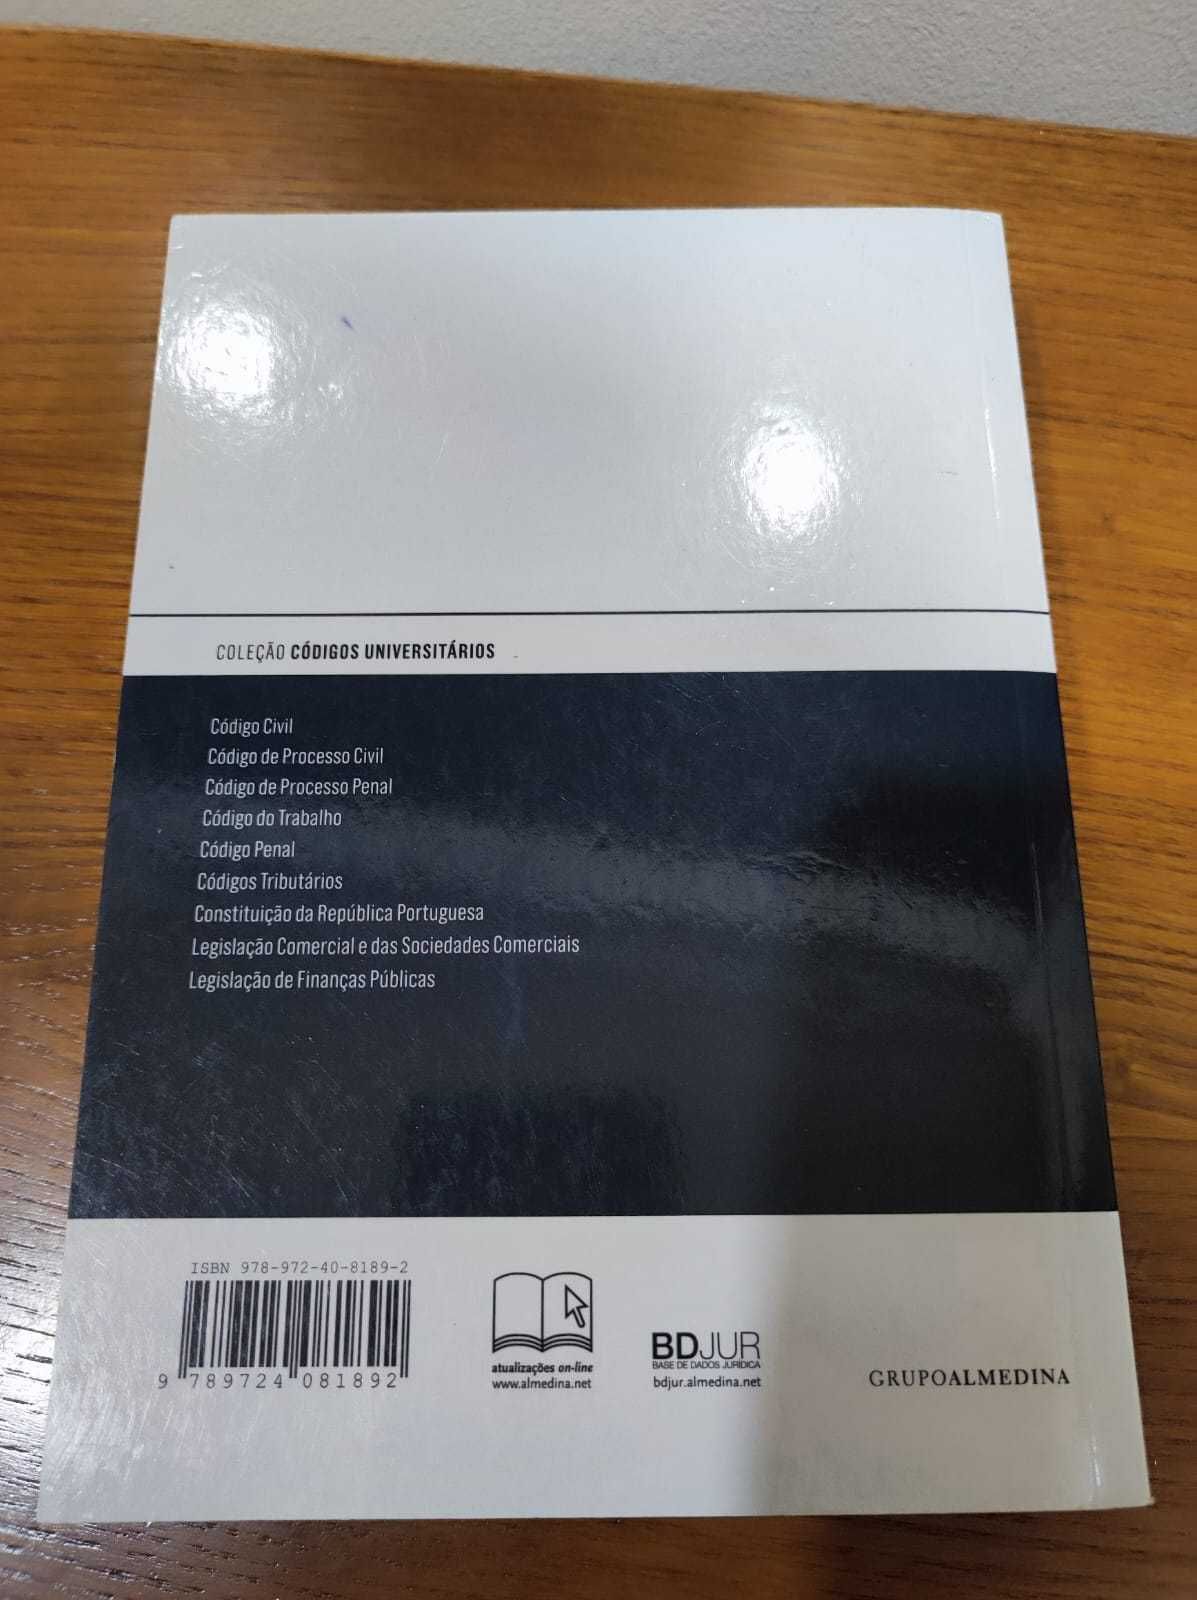 COLEÇÃO CÓDIGOS UNIVERSITÁRIOS
Código Civil
Código de Processo Civil
Código de Processo Penal
Código do Trabalho
Código Penal
Códigos Tributários
Constituição da República Portuguesa
Legislação Comercial e das Sociedades Comerciais
Legislação de Finanças Públicas
ISBN 978-972-40-8189-2
9 789724 081892
atualizações on-line
www.almedina.net
BDJUR
BASE DE DADOS JURÍDICA
bdjur.almedina.net
GRUPOALMEDINA